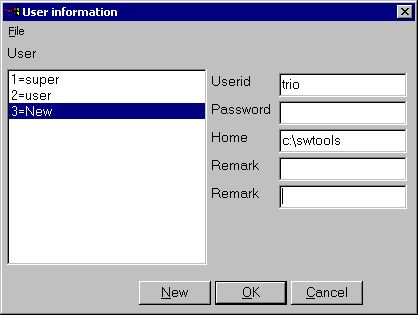 User information
File
User
1=super
2=user
3=New
Userid trio
Password
Home c:\swtools
Remark
Remark
New OK Cancel